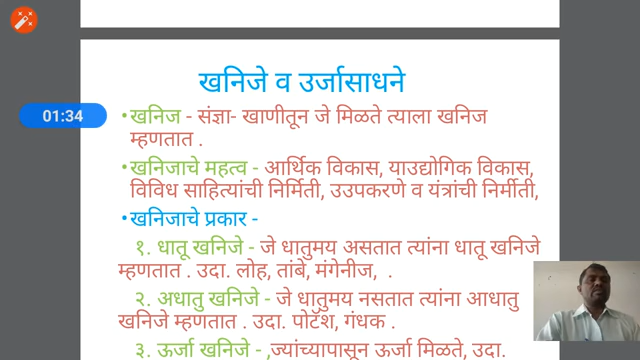 खनिजे व उर्जासाधने
•खनिज - संज्ञा- खाणीतून जे मिळते त्याला खनिज
म्हणतात .
01:34
•खनिजाचे महत्व - आर्थिक विकास, याउद्योगिक विकास,
विविध साहित्यांची निर्मिती, उउपकरणे व यंत्रांची निर्मीती,
•खनिजाचे प्रकार -
१. धातू खनिजे - जे धातुमय असतात त्यांना धातू खनिजे
म्हणतात . उदा. लोह, तांबे, मंगेनीज, .
२. अधातु खनिजे - जे धातुमय नसतात त्यांना आधातु
खनिजे म्हणतात . उदा. पोटॅश, गंधक .
३. ऊर्जा खनिजे - ,ज्यांच्यापासून ऊर्जा मिळते, उदा.